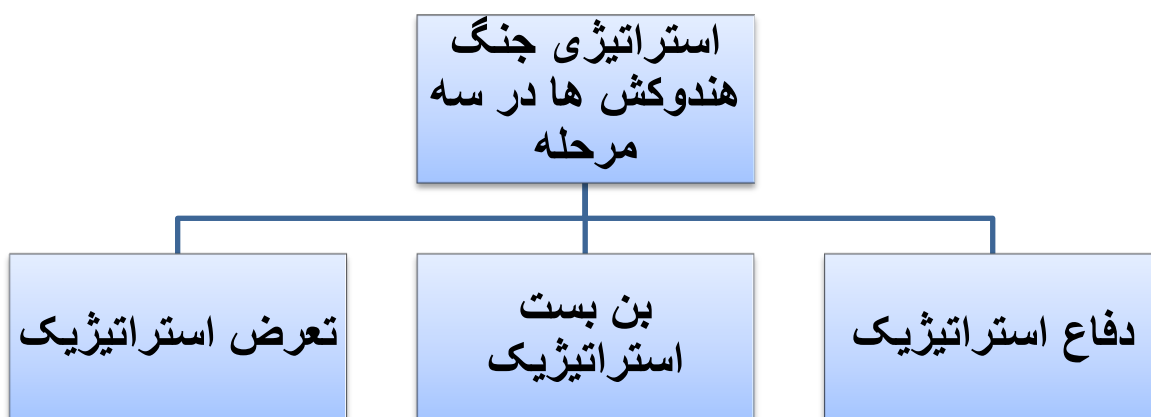 استراتیژی جنگ
هندوکش ها در سه
مرحله
دفاع استراتیژیک
بن بست
استراتیژیک
تعرض استراتیژیک